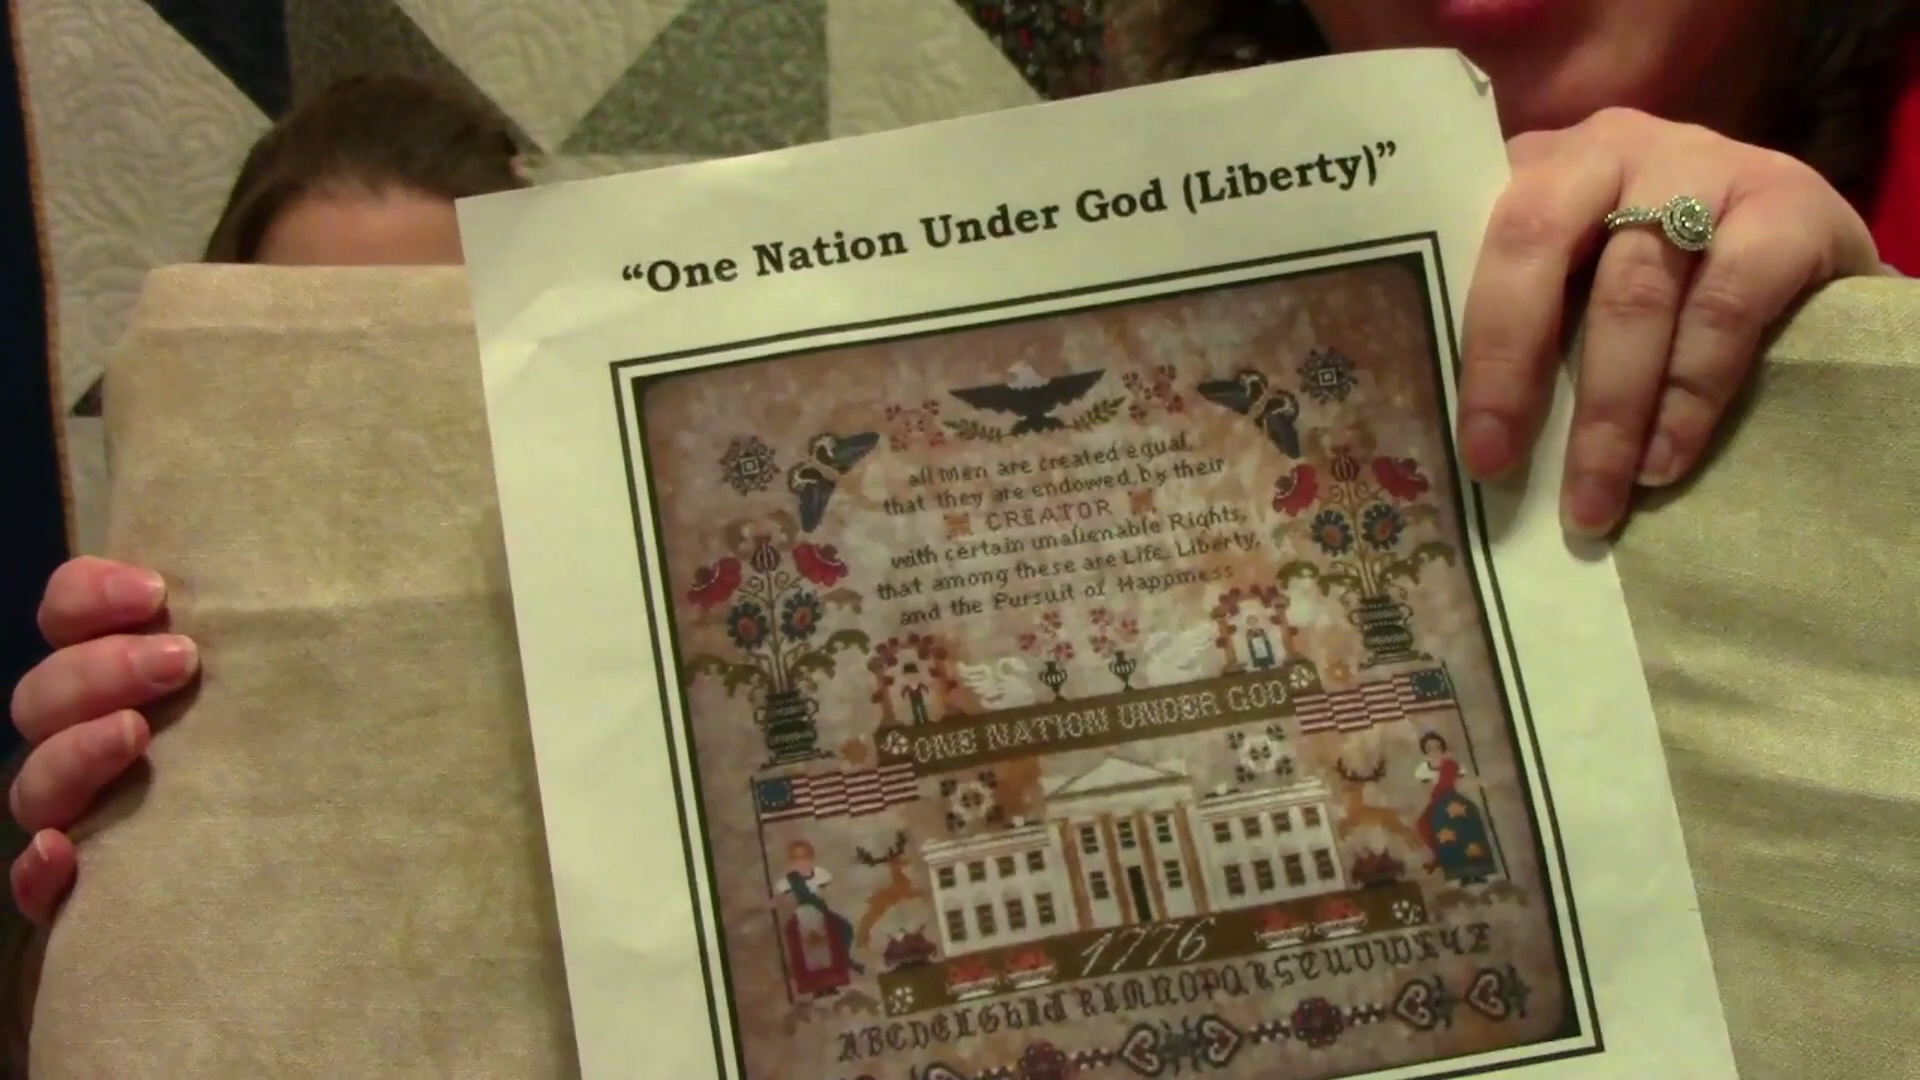 “One Nation Under God (Liberty)”
all men are created equal,
that they are endowed, by their
CREATOR
with certain unalienable Rights,
that among these are Life, Liberty,
and the Pursuit of Happiness
ONE NATION UNDER GOD
1776
ABCDEFGHIJKLMNOPQRSTUVWXYZ